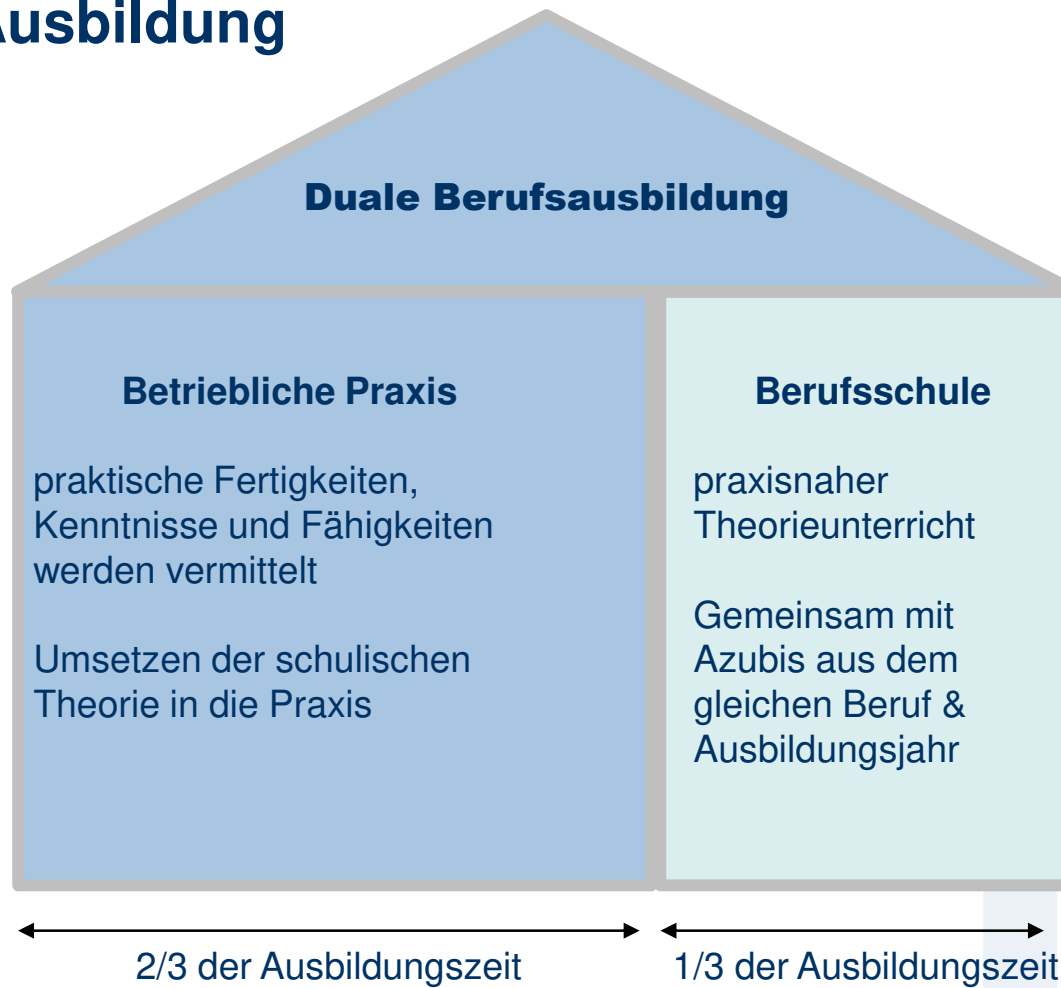 Ausbildung
Duale Berufsausbildung
Betriebliche Praxis
praktische Fertigkeiten,
Kenntnisse und Fähigkeiten
werden vermittelt
Umsetzen der schulischen
Theorie in die Praxis
Berufsschule
praxisnaher
Theorieunterricht
Gemeinsam mit
Azubis aus dem
gleichen Beruf &
Ausbildungsjahr
2/3 der Ausbildungszeit
1/3 der Ausbildungszeit